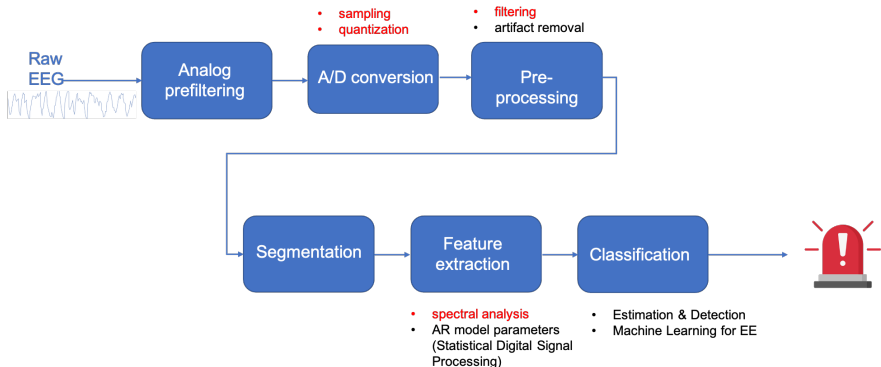 • sampling
• quantization
• filtering
• artifact removal
Raw
EEG
Analog
prefiltering
A/D conversion
Pre-
processing
Segmentation
Feature
extraction
Classification
• spectral analysis
• AR model parameters
(Statistical Digital Signal
Processing)
• Estimation & Detection
• Machine Learning for EE